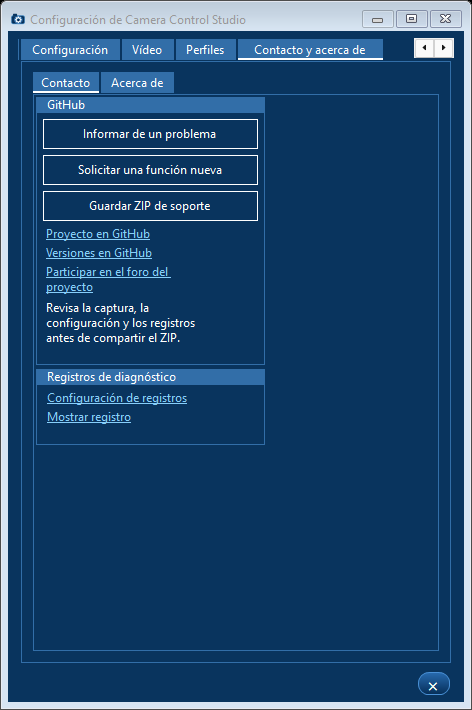 Configuración de Camera Control Studio
Configuración
Vídeo
Perfiles
Contacto y acerca de
Contacto
Acerca de
GitHub
Informar de un problema
Solicitar una función nueva
Guardar ZIP de soporte
Proyecto en GitHub
Versiones en GitHub
Participar en el foro del
proyecto
Revisa la captura, la
configuración y los registros
antes de compartir el ZIP.
Registros de diagnóstico
Configuración de registros
Mostrar registro